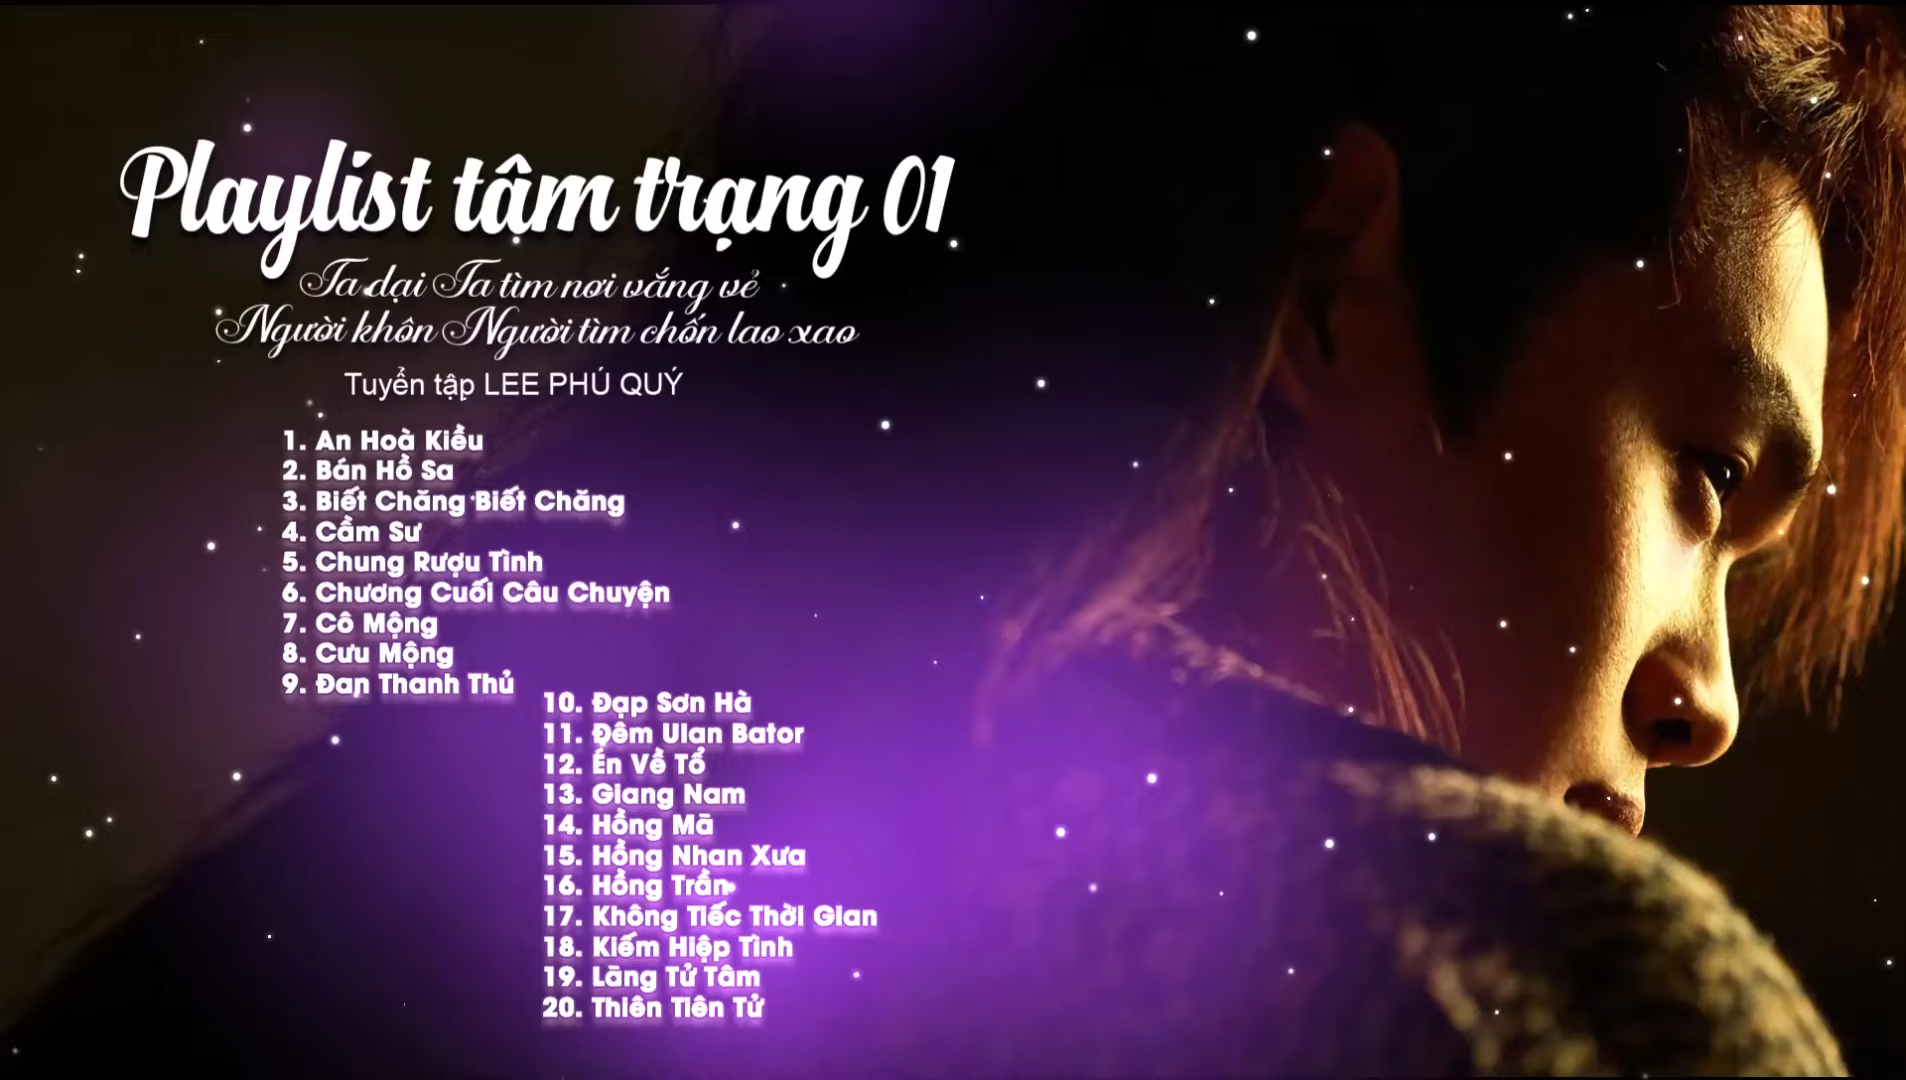 Playlist tâm trạng 01
Ta dại Ta tìm nơi vắng vẻ
Người khôn Người tìm chốn lao xao
Tuyển tập LEE PHÚ QUÝ
1. An Hoà Kiều
2. Bán Hồ Sa
3. Biết Chăng Biết Chăng
4. Cầm Sư
5. Chung Rượu Tình
6. Chương Cuối Câu Chuyện
7. Cô Mộng
8. Cưu Mộng
9. Đan Thanh Thủ
10. Đạp Sơn Hà
11. Đêm Ulan Bator
12. Én Về Tổ
13. Giang Nam
14. Hồng Mã
15. Hồng Nhan Xưa
16. Hồng Trần
17. Không Tiếc Thời Gian
18. Kiếm Hiệp Tình
19. Lãng Tử Tâm
20. Thiên Tiên Tử